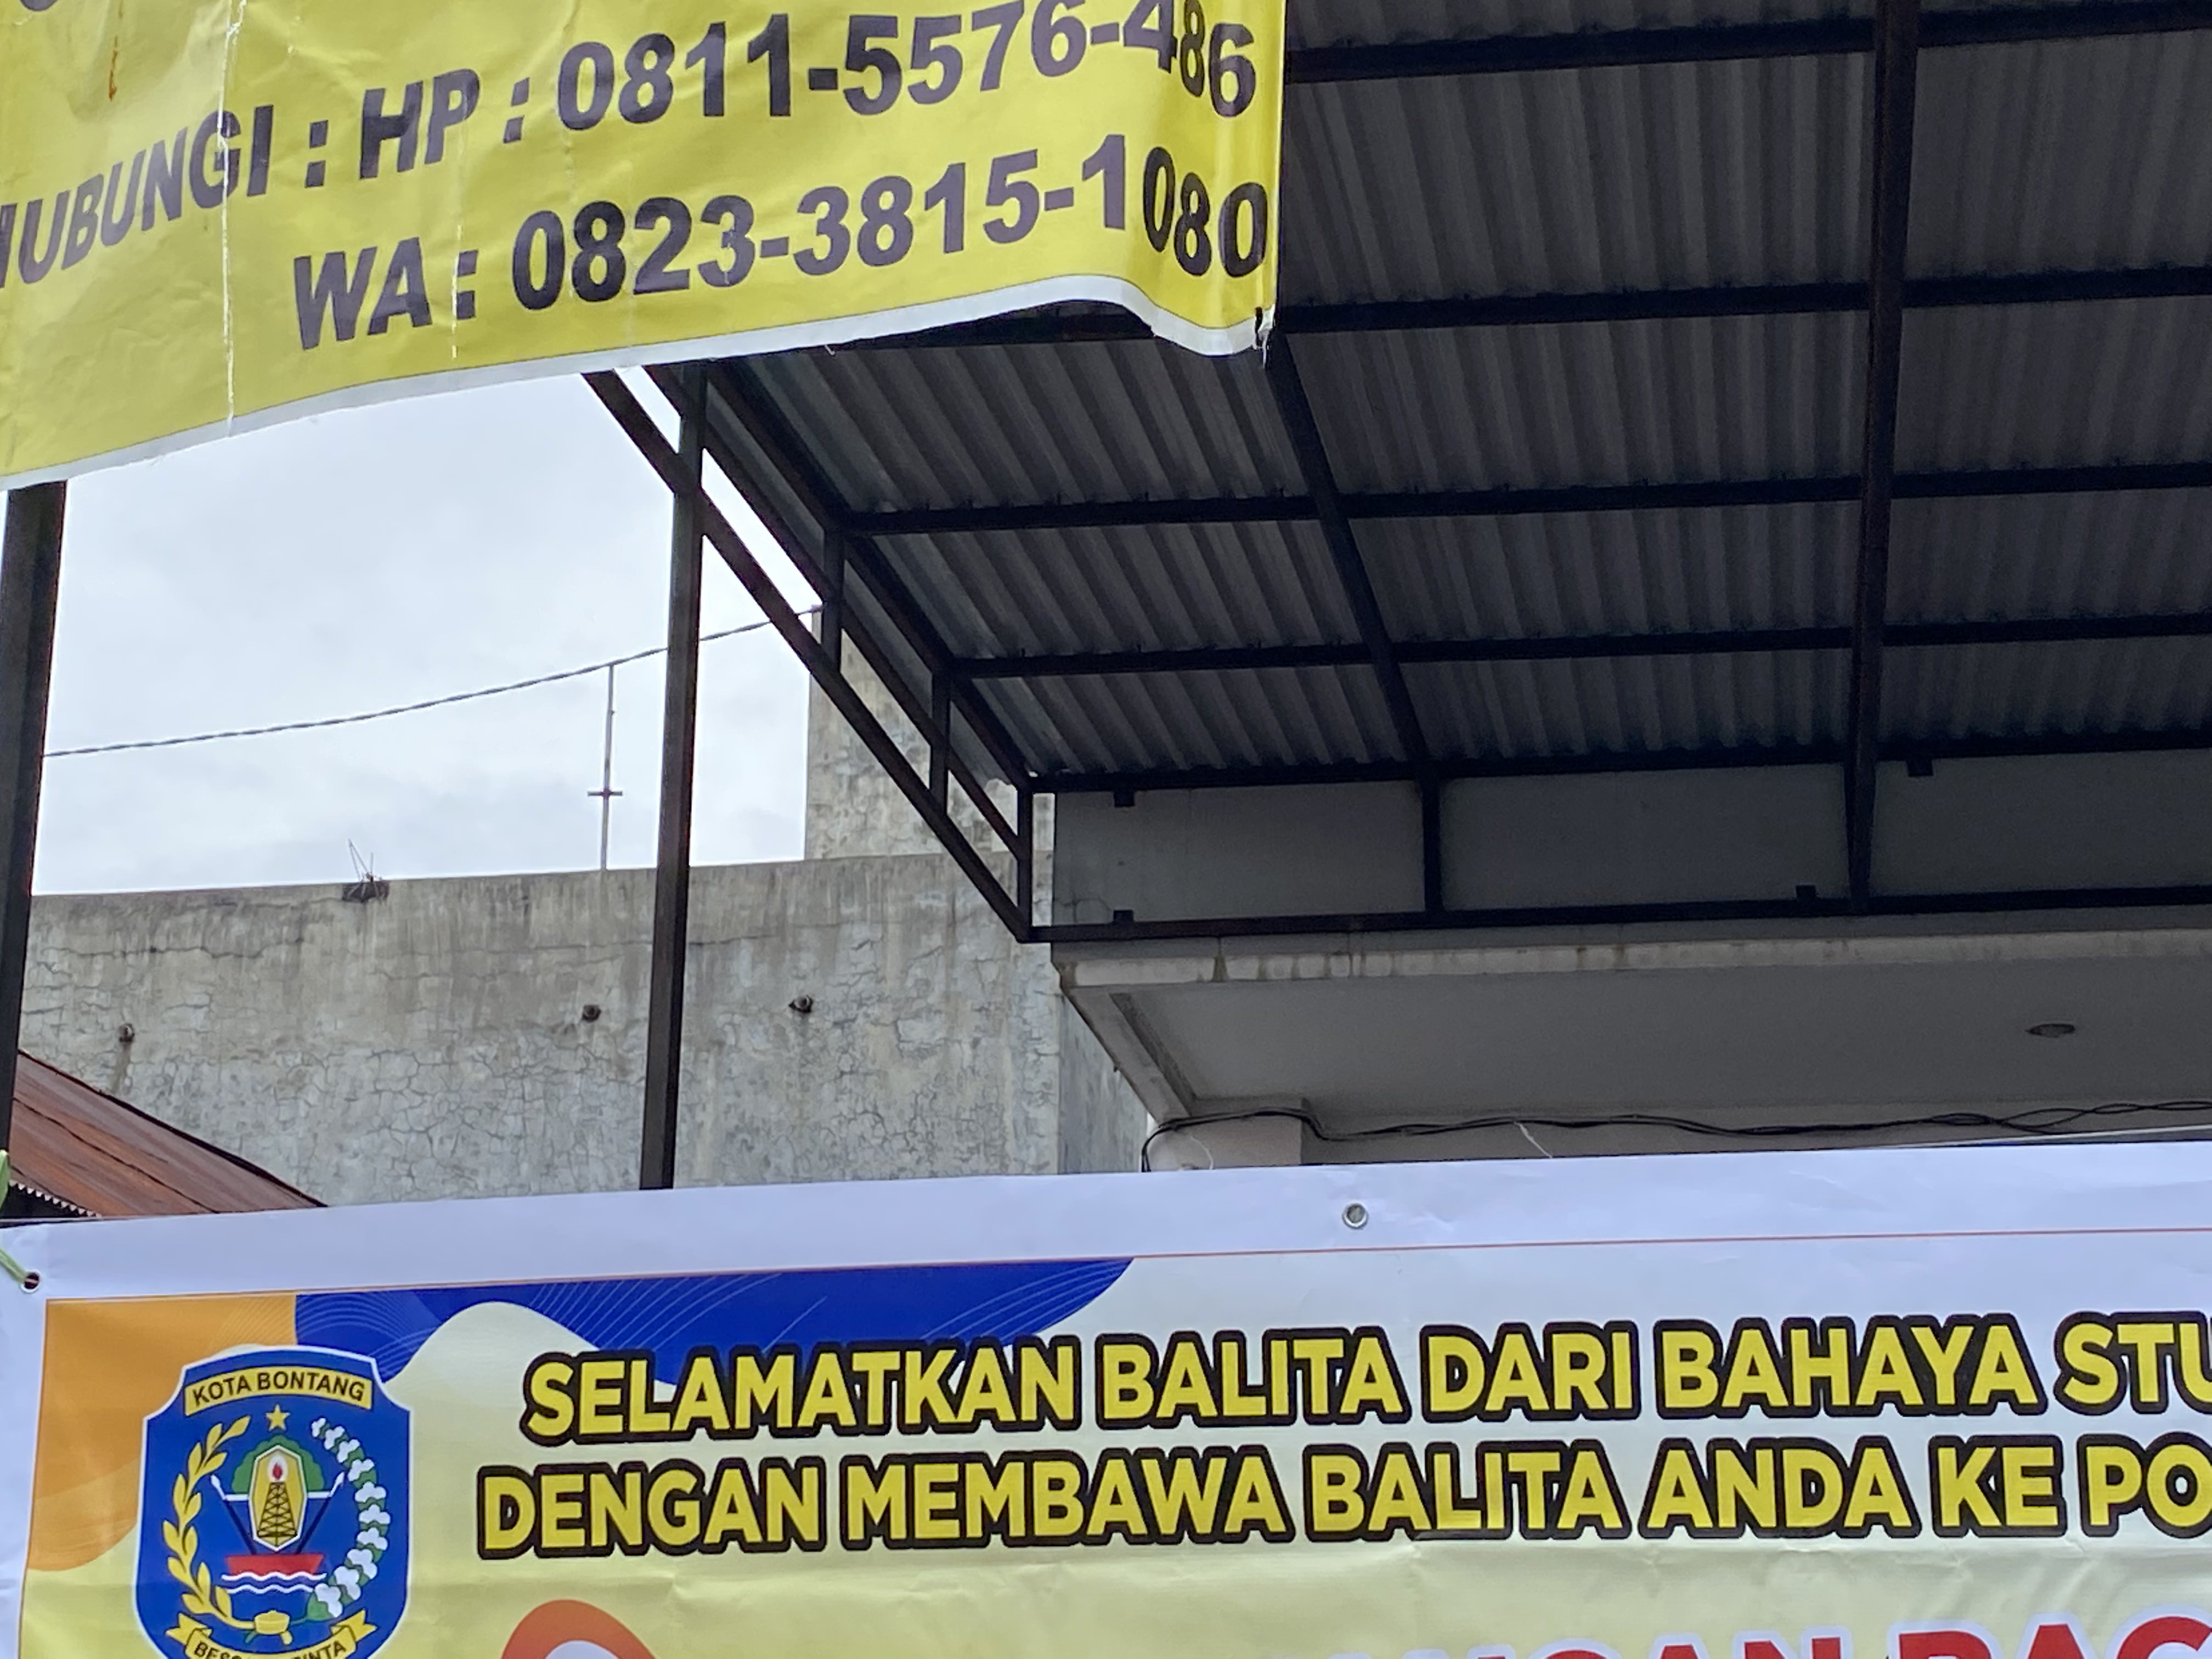 HUBUNGI : HP : 0811-5576-486
WA : 0823-3815-1080
KOTA BONTANG
SELAMATKAN BALITA DARI BAHAYA
DENGAN MEMBAWA BALITA ANDA KE